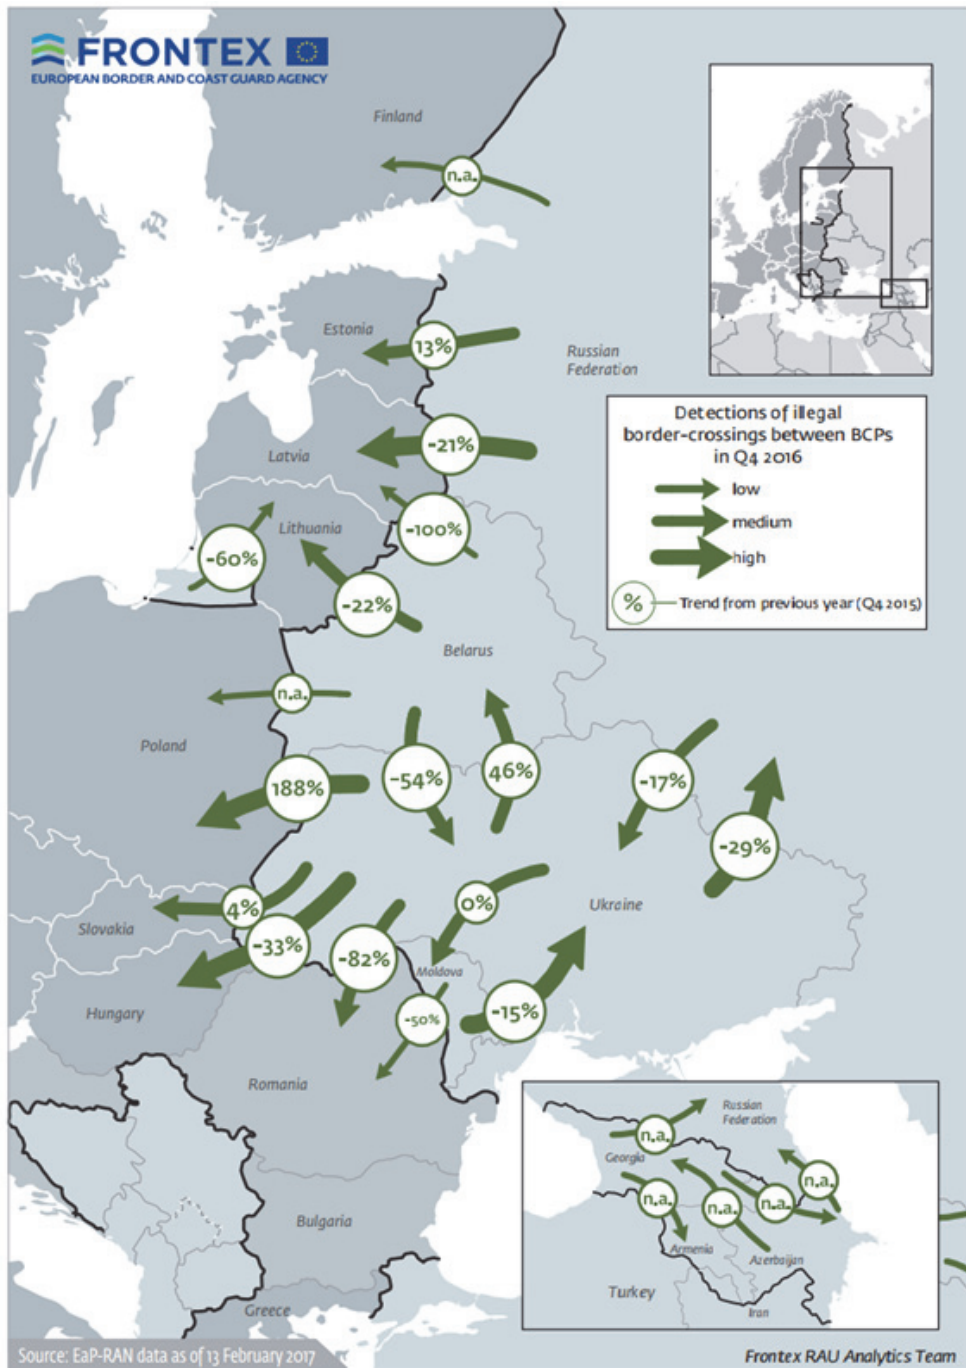 FRONTEX
EUROPEAN BORDER AND COAST GUARD AGENCY
Finland
n.a.
Estonia
13%
Russian
Federation
Detections of illegal
border-crossings between BCPs
in Q4 2016
low
medium
high
%
Trend from previous year (Q4 2015)
Latvia
-21%
Lithuania
-100%
-60%
-22%
Belarus
n.a.
Poland
188%
-54%
46%
-17%
-29%
4%
0%
Ukraine
Slovakia
-33%
-82%
Moldova
Hungary
-50%
-15%
Romania
Bulgaria
Greece
Russian
Federation
n.a.
Georgia
n.a.
n.a.
n.a.
n.a.
Armenia
Azerbaijan
Turkey
Iran
Source: EaP-RAN data as of 13 February 2017
Frontex RAU Analytics Team